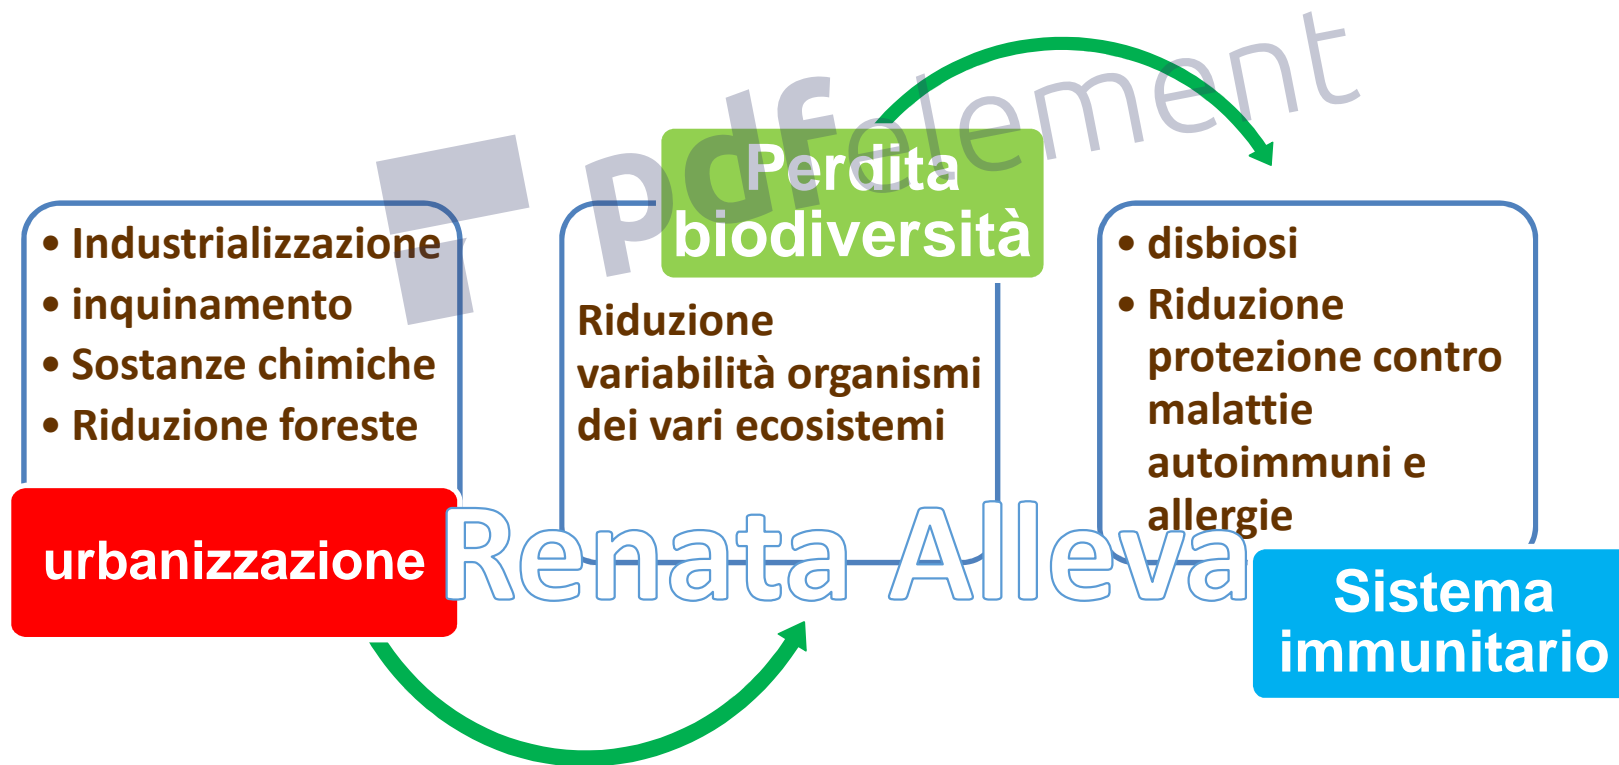 pdfelement
• Industrializzazione
• inquinamento
• Sostanze chimiche
• Riduzione foreste
urbanizzazione
Perdita
biodiversità
Riduzione
variabilità organismi
dei vari ecosistemi
• disbiosi
• Riduzione
protezione contro
malattie
autoimmuni e
allergie
Sistema
immunitario
Renata Alleva